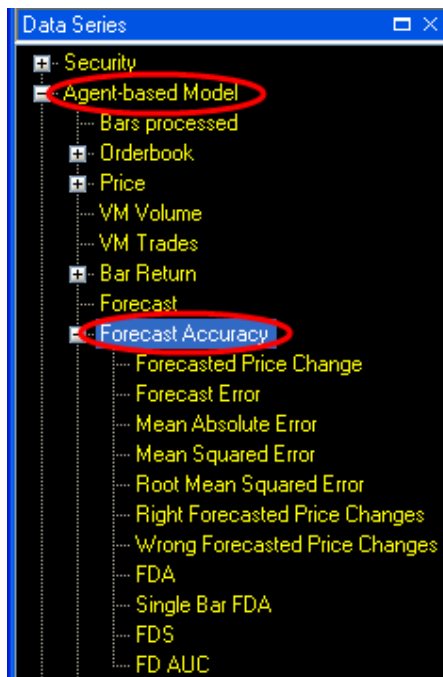 Data Series
Security
Agent-based Model
Bars processed
Orderbook
Price
VM Volume
VM Trades
Bar Return
Forecast
Forecast Accuracy
Forecasted Price Change
Forecast Error
Mean Absolute Error
Mean Squared Error
Root Mean Squared Error
Right Forecasted Price Changes
Wrong Forecasted Price Changes
FDA
Single Bar FDA
FDS
FD AUC